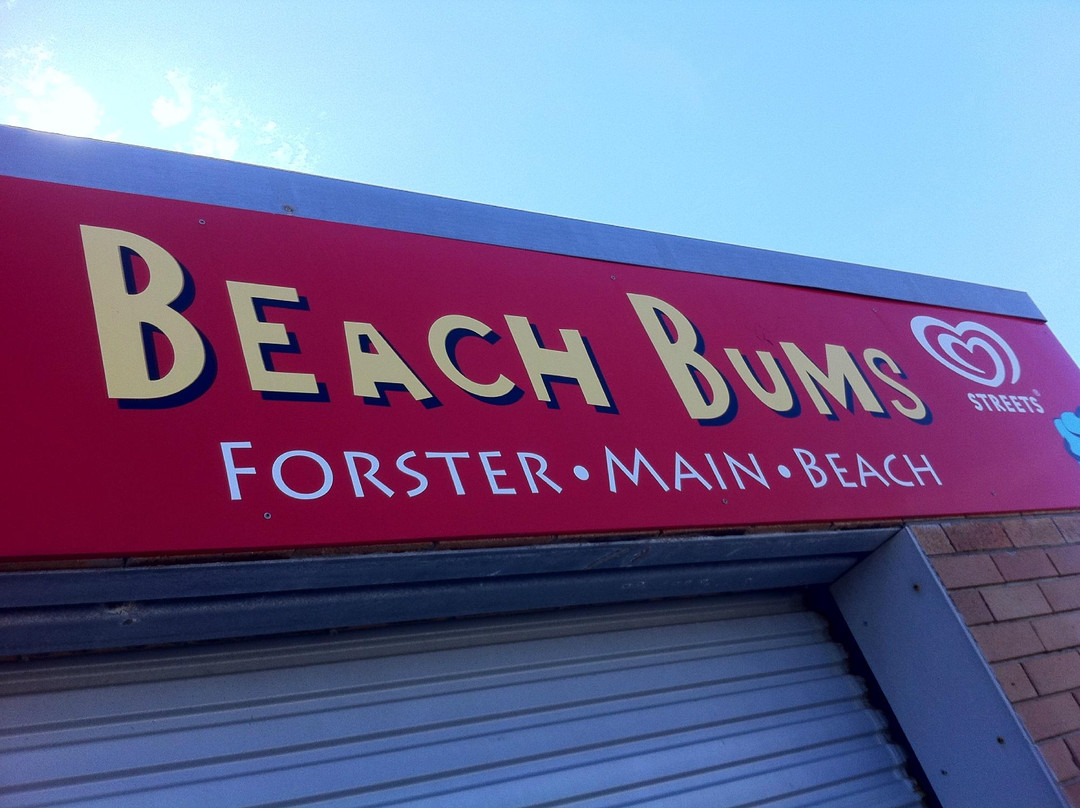 BEACH BUMS
STREETS®
FORSTER • MAIN • BEACH